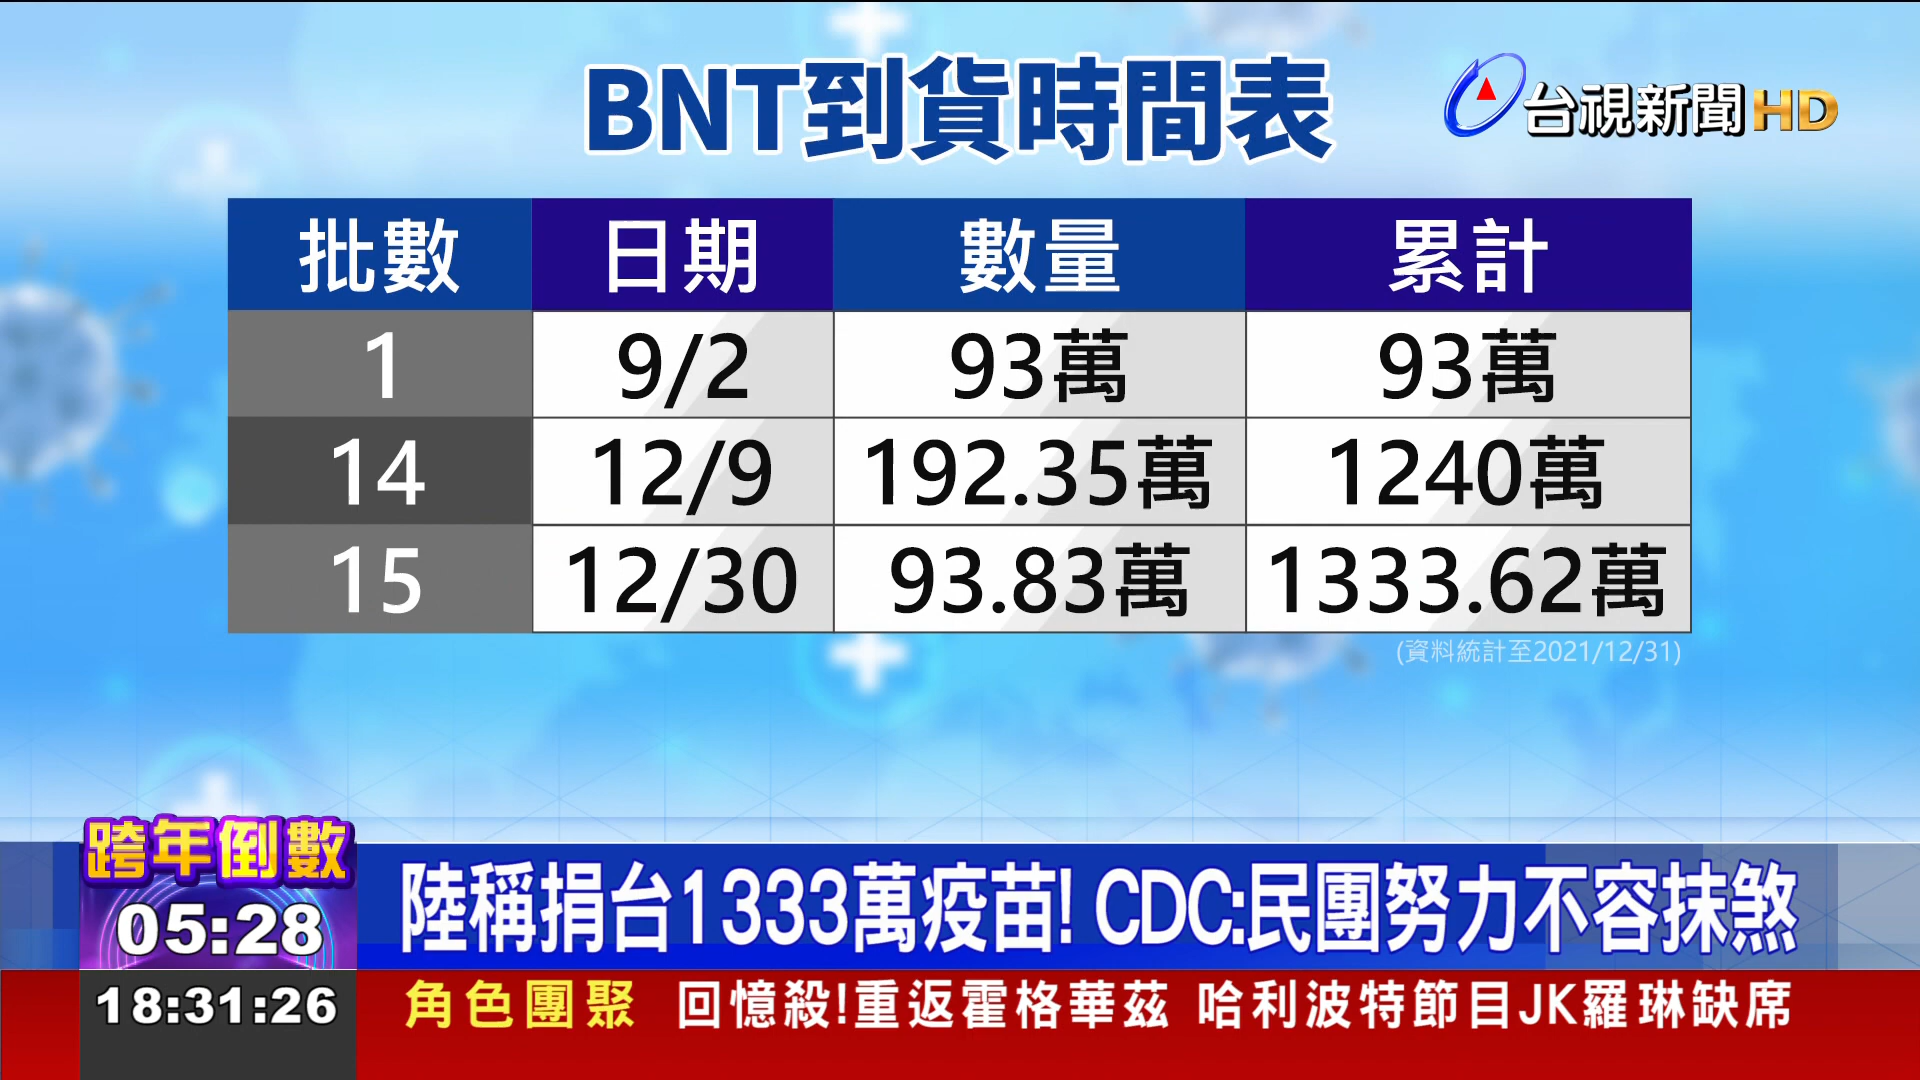 BNT到貨時間表
台視新聞HD
批數 日期 數量 累計
1 9/2 93萬 93萬
14 12/9 192.35萬 1240萬
15 12/30 93.83萬 1333.62萬
(資料統計至2021/12/31)
跨年倒數
05:28
陸稱捐台1333萬疫苗! CDC:民團努力不容抹煞
18:31:26
角色團聚 回憶殺!重返霍格華茲 哈利波特節目JK羅琳缺席